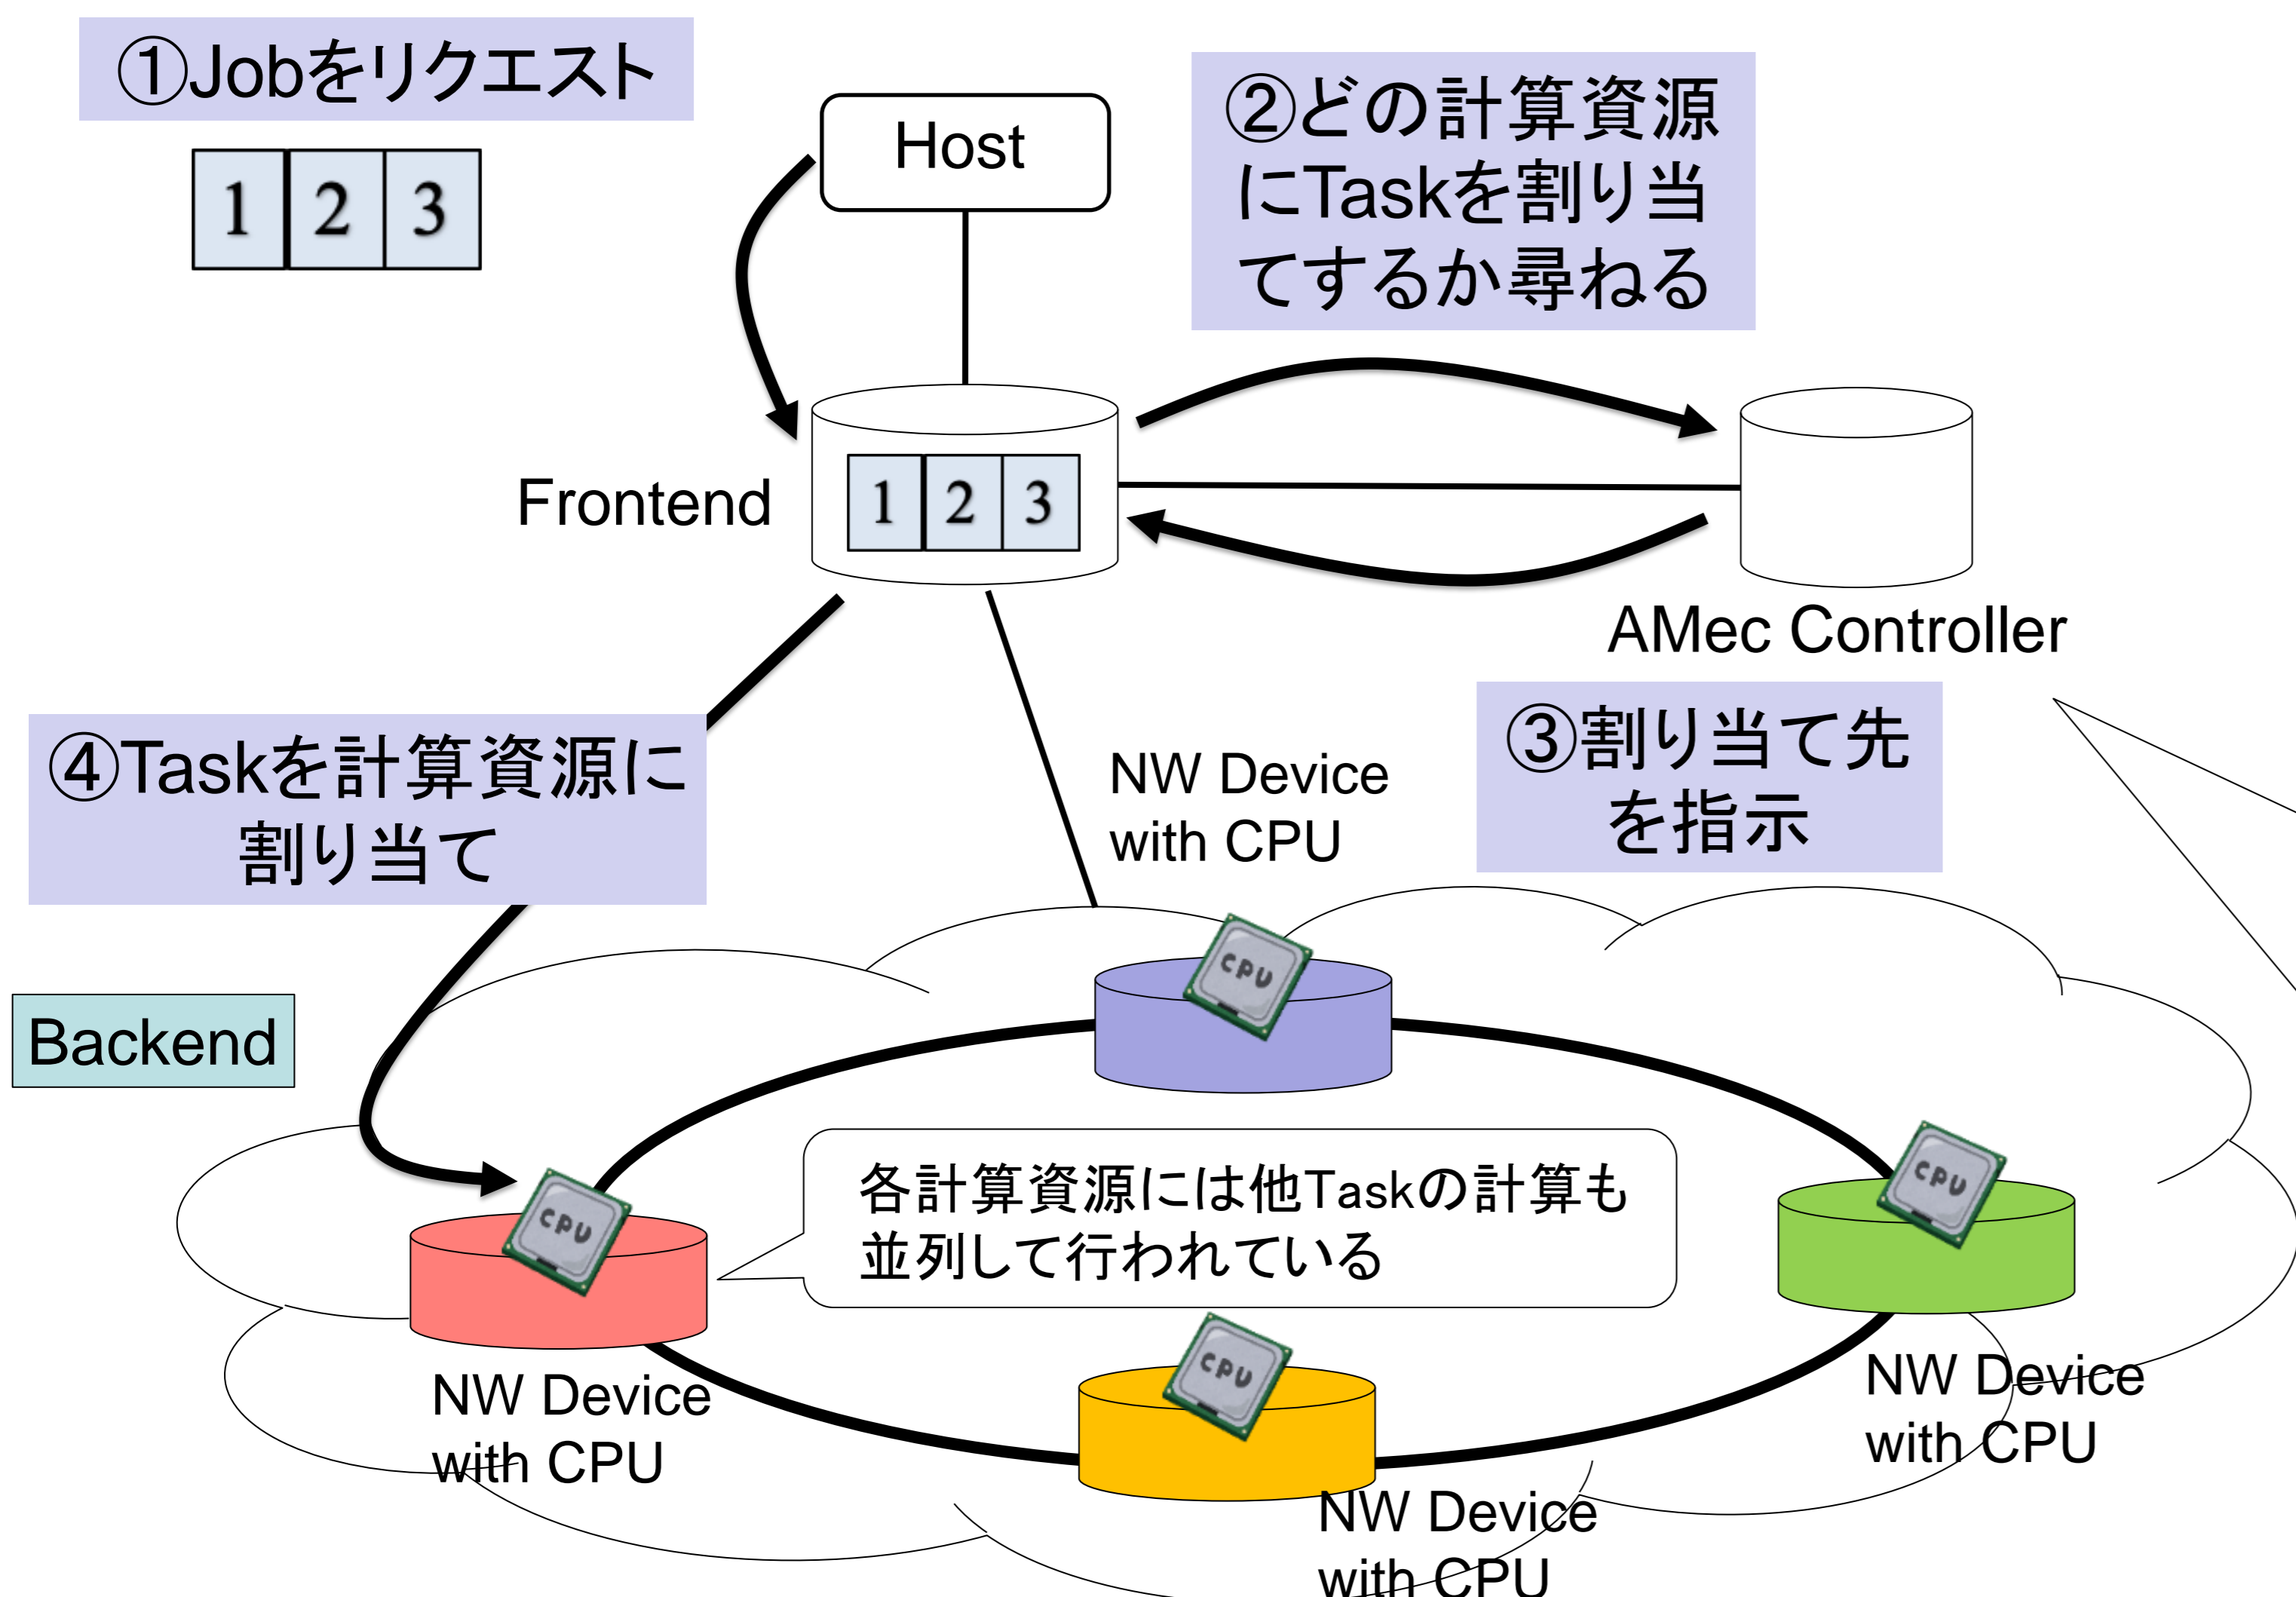 ①Jobをリクエスト
1 2 3
Host
②どの計算資源
にTaskを割り当
てするか尋ねる
Frontend
1 2 3
AMec Controller
③割り当て先
を指示
④Taskを計算資源に
割り当て
NW Device
with CPU
Backend
CPU
各計算資源には他Taskの計算も
並列して行われている
CPU
CPU
CPU
NW Device
with CPU
NW Device
with CPU
NW Device
with CPU